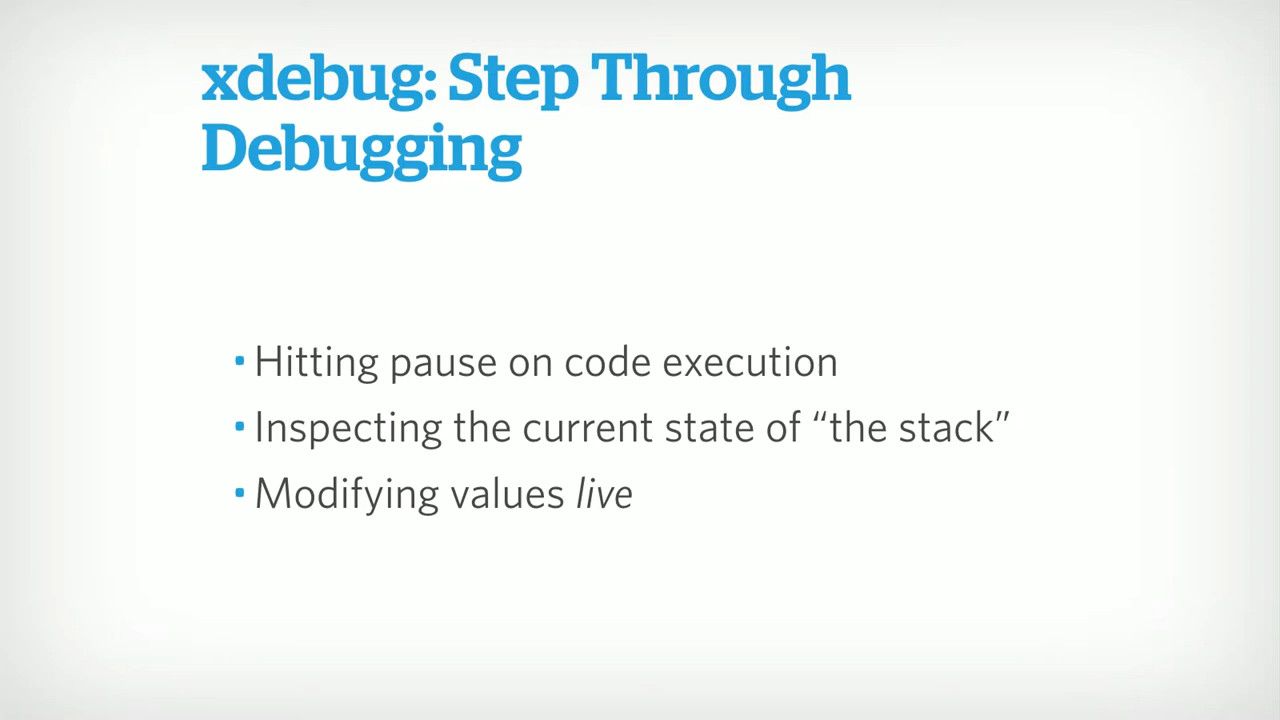 xdebug: Step Through
Debugging
• Hitting pause on code execution
• Inspecting the current state of “the stack”
• Modifying values live